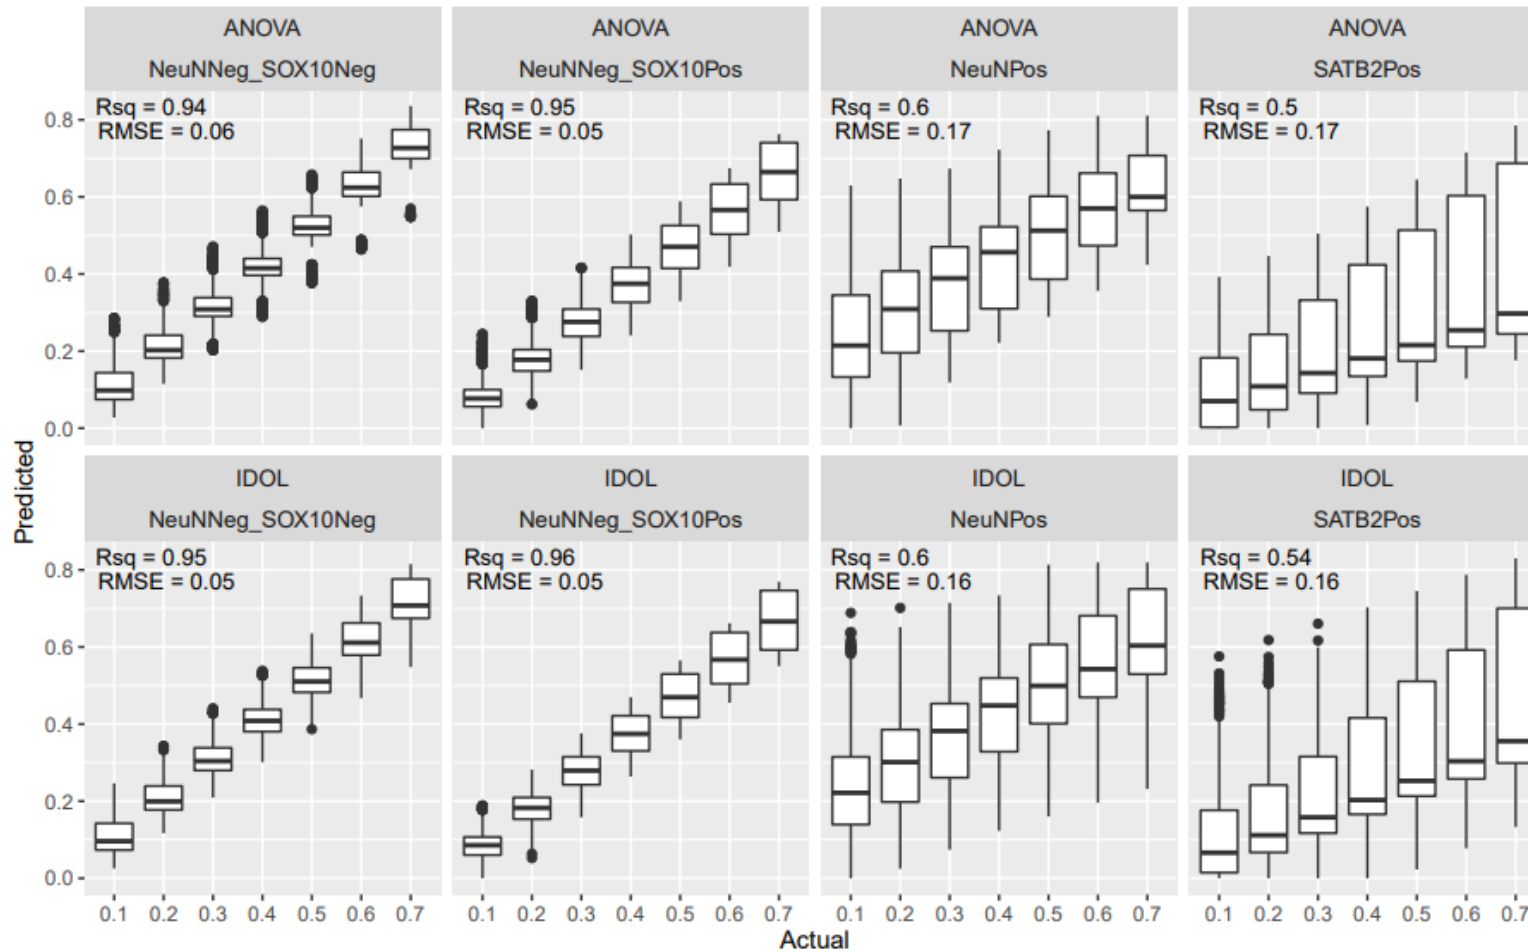 ANOVA ANOVA ANOVA ANOVA
NeuNNeg_SOX10Neg NeuNNeg_SOX10Pos NeuNPos SATB2Pos
Rsq = 0.94 Rsq = 0.95 Rsq = 0.6 Rsq = 0.5
RMSE = 0.06 RMSE = 0.05 RMSE = 0.17 RMSE = 0.17
0.8
0.6
0.4
0.2
0.0
Predicted
IDOL IDOL IDOL IDOL
NeuNNeg_SOX10Neg NeuNNeg_SOX10Pos NeuNPos SATB2Pos
Rsq = 0.95 Rsq = 0.96 Rsq = 0.6 Rsq = 0.54
RMSE = 0.05 RMSE = 0.05 RMSE = 0.16 RMSE = 0.16
0.8
0.6
0.4
0.2
0.0
0.1 0.2 0.3 0.4 0.5 0.6 0.7 0.1 0.2 0.3 0.4 0.5 0.6 0.7 0.1 0.2 0.3 0.4 0.5 0.6 0.7 0.1 0.2 0.3 0.4 0.5 0.6 0.7
Actual